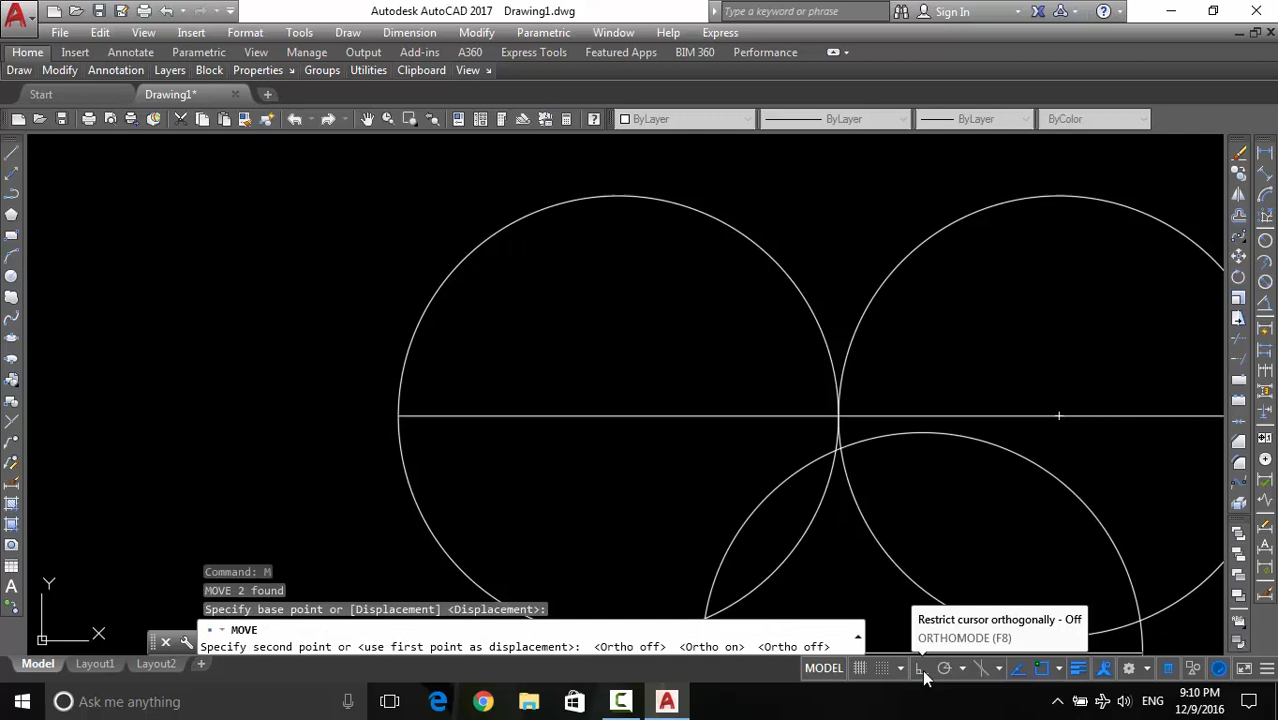 Autodesk AutoCAD 2017 Drawing1.dwg
Type a keyword or phrase
Sign In
File Edit View Insert Format Tools Draw Dimension Modify Parametric Window Help Express
Home Insert Annotate Parametric View Manage Output Add-ins A360 Express Tools Featured Apps BIM 360 Performance
Draw Modify Annotation Layers Block Properties Groups Utilities Clipboard View
Start Drawing1*
ByLayer ByLayer ByLayer ByColor
Command: M
MOVE 2 found
Specify base point or [Displacement] <Displacement>:
MOVE
Specify second point or <use first point as displacement>: <Ortho off> <Ortho on> <Ortho off>
Restrict cursor orthogonally - Off
ORTHOMODE (F8)
Y
X
Model Layout1 Layout2 +
MODEL
Ask me anything
ENG
9:10 PM
12/9/2016